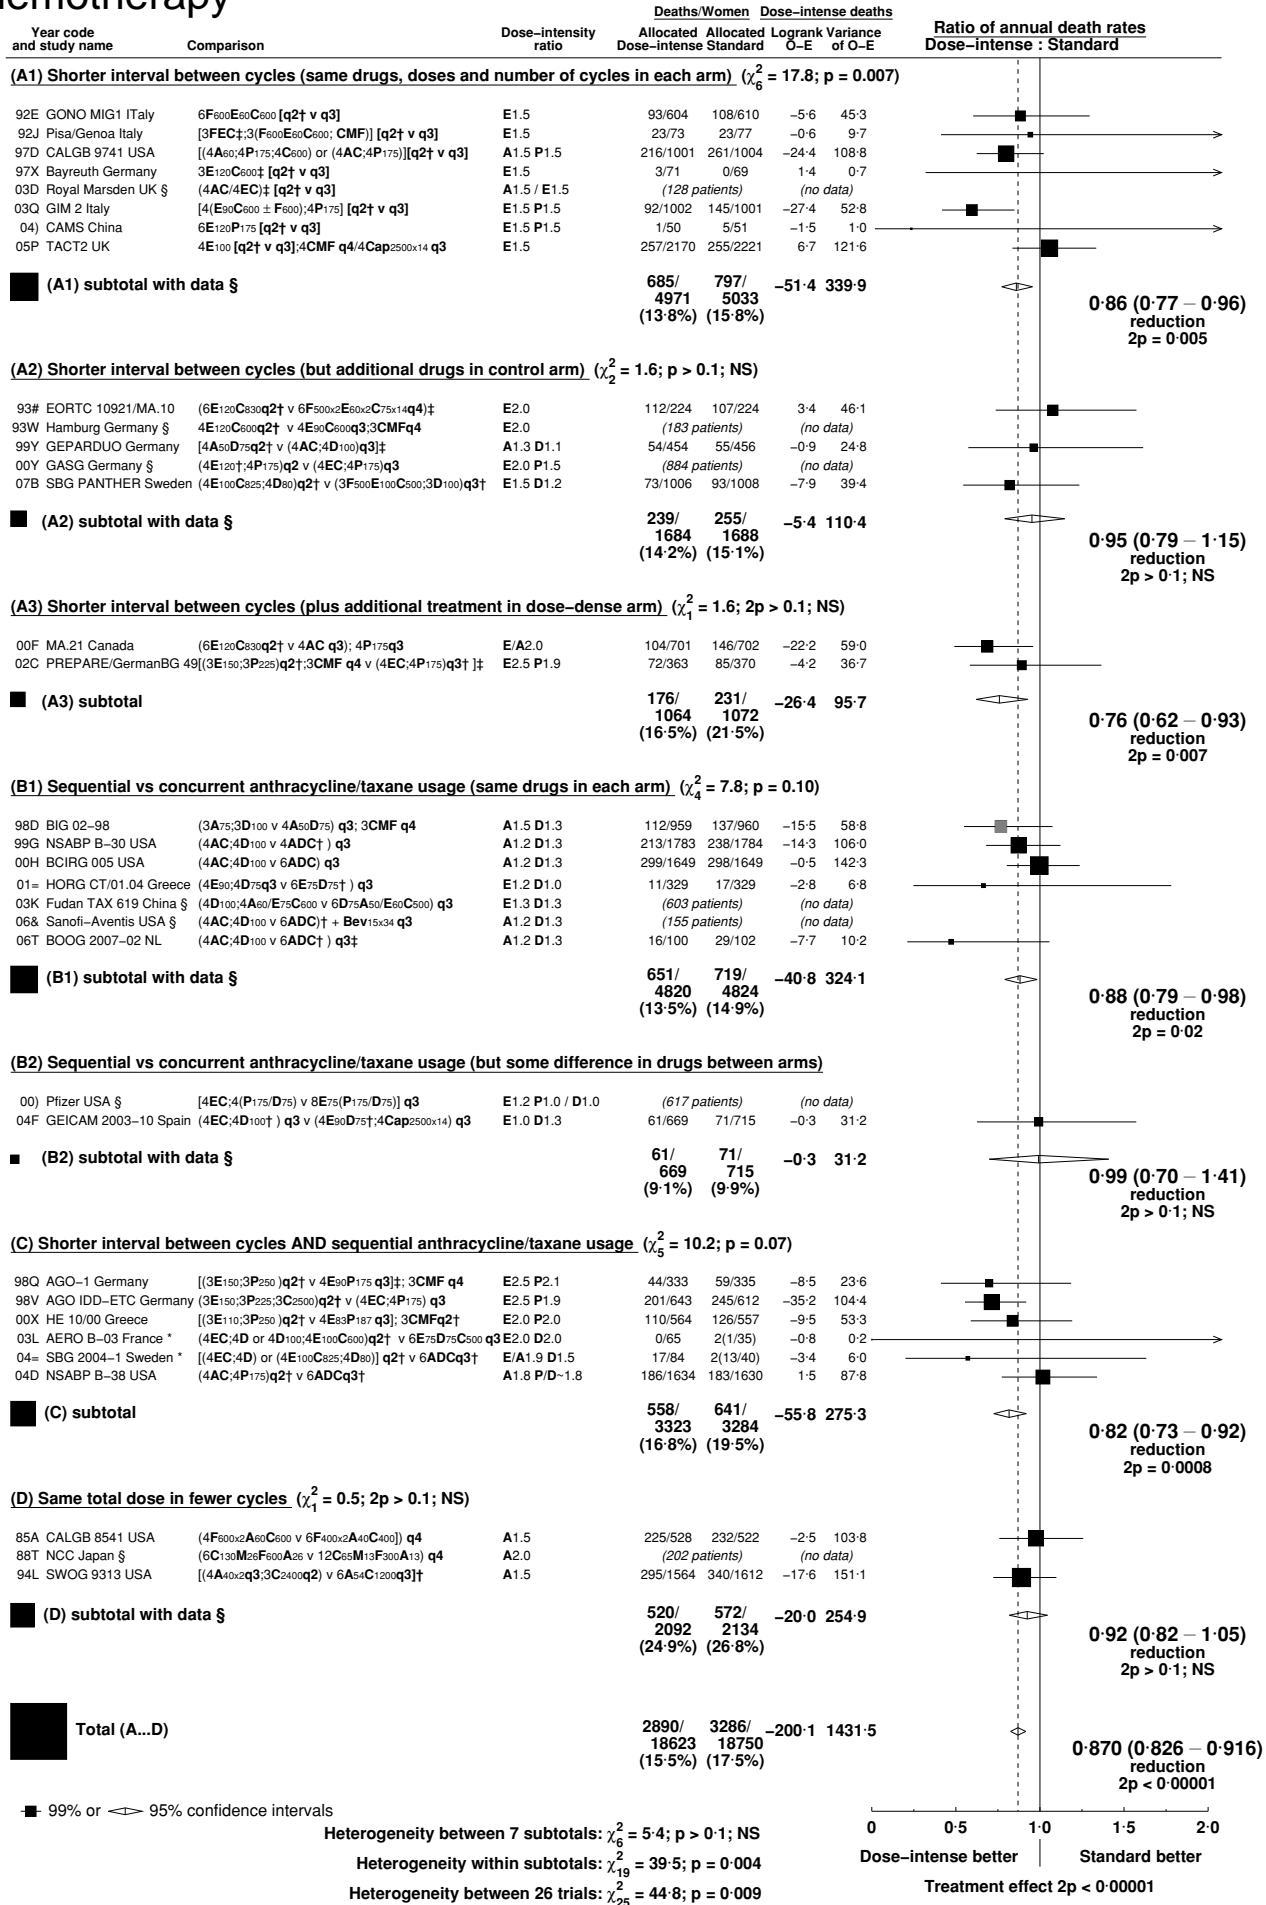 emotherapy
Deaths/Women Dose−intense deaths
Year code Dose−intensity Allocated Allocated Logrank Variance Ratio of annual death rates
and study name Comparison ratio Dose−intense Standard O−E of O−E Dose−intense : Standard
(A1) Shorter interval between cycles (same drugs, doses and number of cycles in each arm) (χ²₆ = 17.8; p = 0.007)
92E GONO MIG1 ITaly 6F600E60C600 [q2† v q3] E1.5 93/604 108/610 −5·6 45·3
92J Pisa/Genoa Italy [3FEC‡;3(F600E60C600; CMF)] [q2† v q3] E1.5 23/73 23/77 −0·6 9·7
97D CALGB 9741 USA [(4A60;4P175;4C600) or (4AC;4P175)][q2† v q3] A1.5 P1.5 216/1001 261/1004 −24·4 108·8
97X Bayreuth Germany 3E120C600‡ [q2† v q3] E1.5 3/71 0/69 1·4 0·7
03D Royal Marsden UK § (4AC/4EC)‡ [q2† v q3] A1.5 / E1.5 (128 patients) (no data)
03Q GIM 2 Italy [4(E90C600 ± F600);4P175] [q2† v q3] E1.5 P1.5 92/1002 145/1001 −27·4 52·8
04) CAMS China 6E120P175 [q2† v q3] E1.5 P1.5 1/50 5/51 −1·5 1·0
05P TACT2 UK 4E100 [q2† v q3];4CMF q4/4Cap2500x14 q3 E1.5 257/2170 255/2221 6·7 121·6
(A1) subtotal with data § 685/ 797/ −51·4 339·9
4971 5033
(13·8%) (15·8%)
0·86 (0·77 − 0·96)
reduction
2p = 0·005
(A2) Shorter interval between cycles (but additional drugs in control arm) (χ²₂ = 1.6; p > 0.1; NS)
93# EORTC 10921/MA.10 (6E120C830q2† v 6F500x2E60x2C75x14q4)‡ E2.0 112/224 107/224 3·4 46·1
93W Hamburg Germany § 4E120C600q2† v 4E90C600q3;3CMFq4 E2.0 (183 patients) (no data)
99Y GEPARDUO Germany [4A50D75q2† v (4AC;4D100)q3]‡ A1.3 D1.1 54/454 55/456 −0·9 24·8
00Y GASG Germany § (4E120†;4P175)q2 v (4EC;4P175)q3 E2.0 P1.5 (884 patients) (no data)
07B SBG PANTHER Sweden (4E100C825;4D80)q2† v (3F500E100C500;3D100)q3† E1.5 D1.2 73/1006 93/1008 −7·9 39·4
(A2) subtotal with data § 239/ 255/ −5·4 110·4
1684 1688
(14·2%) (15·1%)
0·95 (0·79 − 1·15)
reduction
2p > 0·1; NS
(A3) Shorter interval between cycles (plus additional treatment in dose−dense arm) (χ²₁ = 1.6; 2p > 0.1; NS)
00F MA.21 Canada (6E120C830q2† v 4AC q3); 4P175q3 E/A2.0 104/701 146/702 −22·2 59·0
02C PREPARE/GermanBG 49[(3E150;3P225)q2†;3CMF q4 v (4EC;4P175)q3† ]‡ E2.5 P1.9 72/363 85/370 −4·2 36·7
(A3) subtotal 176/ 231/ −26·4 95·7
1064 1072
(16·5%) (21·5%)
0·76 (0·62 − 0·93)
reduction
2p = 0·007
(B1) Sequential vs concurrent anthracycline/taxane usage (same drugs in each arm) (χ²₄ = 7.8; p = 0.10)
98D BIG 02−98 (3A75;3D100 v 4A50D75) q3; 3CMF q4 A1.5 D1.3 112/959 137/960 −15·5 58·8
99G NSABP B−30 USA (4AC;4D100 v 4ADC† ) q3 A1.2 D1.3 213/1783 238/1784 −14·3 106·0
00H BCIRG 005 USA (4AC;4D100 v 6ADC) q3 A1.2 D1.3 299/1649 298/1649 −0·5 142·3
01= HORG CT/01.04 Greece (4E90;4D75q3 v 6E75D75† ) q3 E1.2 D1.0 11/329 17/329 −2·8 6·8
03K Fudan TAX 619 China § (4D100;4A60/E75C600 v 6D75A50/E60C500) q3 E1.3 D1.3 (603 patients) (no data)
06& Sanofi−Aventis USA § (4AC;4D100 v 6ADC)† + Bev15x34 q3 A1.2 D1.3 (155 patients) (no data)
06T BOOG 2007−02 NL (4AC;4D100 v 6ADC† ) q3‡ A1.2 D1.3 16/100 29/102 −7·7 10·2
(B1) subtotal with data § 651/ 719/ −40·8 324·1
4820 4824
(13·5%) (14·9%)
0·88 (0·79 − 0·98)
reduction
2p = 0·02
(B2) Sequential vs concurrent anthracycline/taxane usage (but some difference in drugs between arms)
00) Pfizer USA § [4EC;4(P175/D75) v 8E75(P175/D75)] q3 E1.2 P1.0 / D1.0 (617 patients) (no data)
04F GEICAM 2003−10 Spain (4EC;4D100† ) q3 v (4E90D75†;4Cap2500x14) q3 E1.0 D1.3 61/669 71/715 −0·3 31·2
(B2) subtotal with data § 61/ 71/ −0·3 31·2
669 715
(9·1%) (9·9%)
0·99 (0·70 − 1·41)
reduction
2p > 0·1; NS
(C) Shorter interval between cycles AND sequential anthracycline/taxane usage (χ²₅ = 10.2; p = 0.07)
98Q AGO−1 Germany [(3E150;3P250 )q2† v 4E90P175 q3]‡; 3CMF q4 E2.5 P2.1 44/333 59/335 −8·5 23·6
98V AGO IDD−ETC Germany (3E150;3P225;3C2500)q2† v (4EC;4P175) q3 E2.5 P1.9 201/643 245/612 −35·2 104·4
00X HE 10/00 Greece [(3E110;3P250 )q2† v 4E83P187 q3]; 3CMFq2† E2.0 P2.0 110/564 126/557 −9·5 53·3
03L AERO B−03 France * (4EC;4D or 4D100;4E100C600)q2† v 6E75D75C500 q3 E2.0 D2.0 0/65 2(1/35) −0·8 0·2
04= SBG 2004−1 Sweden * [(4EC;4D) or (4E100C825;4D80)] q2† v 6ADCq3† E/A1.9 D1.5 17/84 2(13/40) −3·4 6·0
04D NSABP B−38 USA (4AC;4P175)q2† v 6ADCq3† A1.8 P/D~1.8 186/1634 183/1630 1·5 87·8
(C) subtotal 558/ 641/ −55·8 275·3
3323 3284
(16·8%) (19·5%)
0·82 (0·73 − 0·92)
reduction
2p = 0·0008
(D) Same total dose in fewer cycles (χ²₁ = 0.5; 2p > 0.1; NS)
85A CALGB 8541 USA (4F600x2A60C600 v 6F400x2A40C400]) q4 A1.5 225/528 232/522 −2·5 103·8
88T NCC Japan § (6C130M26F600A26 v 12C65M13F300A13) q4 A2.0 (202 patients) (no data)
94L SWOG 9313 USA [(4A40x2q3;3C2400q2) v 6A54C1200q3]† A1.5 295/1564 340/1612 −17·6 151·1
(D) subtotal with data § 520/ 572/ −20·0 254·9
2092 2134
(24·9%) (26·8%)
0·92 (0·82 − 1·05)
reduction
2p > 0·1; NS
Total (A...D) 2890/ 3286/ −200·1 1431·5
18623 18750
(15·5%) (17·5%)
0·870 (0·826 − 0·916)
reduction
2p < 0·00001
99% or 95% confidence intervals
0 0·5 1·0 1·5 2·0
Heterogeneity between 7 subtotals: χ²₆ = 5·4; p > 0·1; NS
Dose−intense better Standard better
Heterogeneity within subtotals: χ²₁₉ = 39·5; p = 0·004
Treatment effect 2p < 0·00001
Heterogeneity between 26 trials: χ²₂₅ = 44·8; p = 0·009